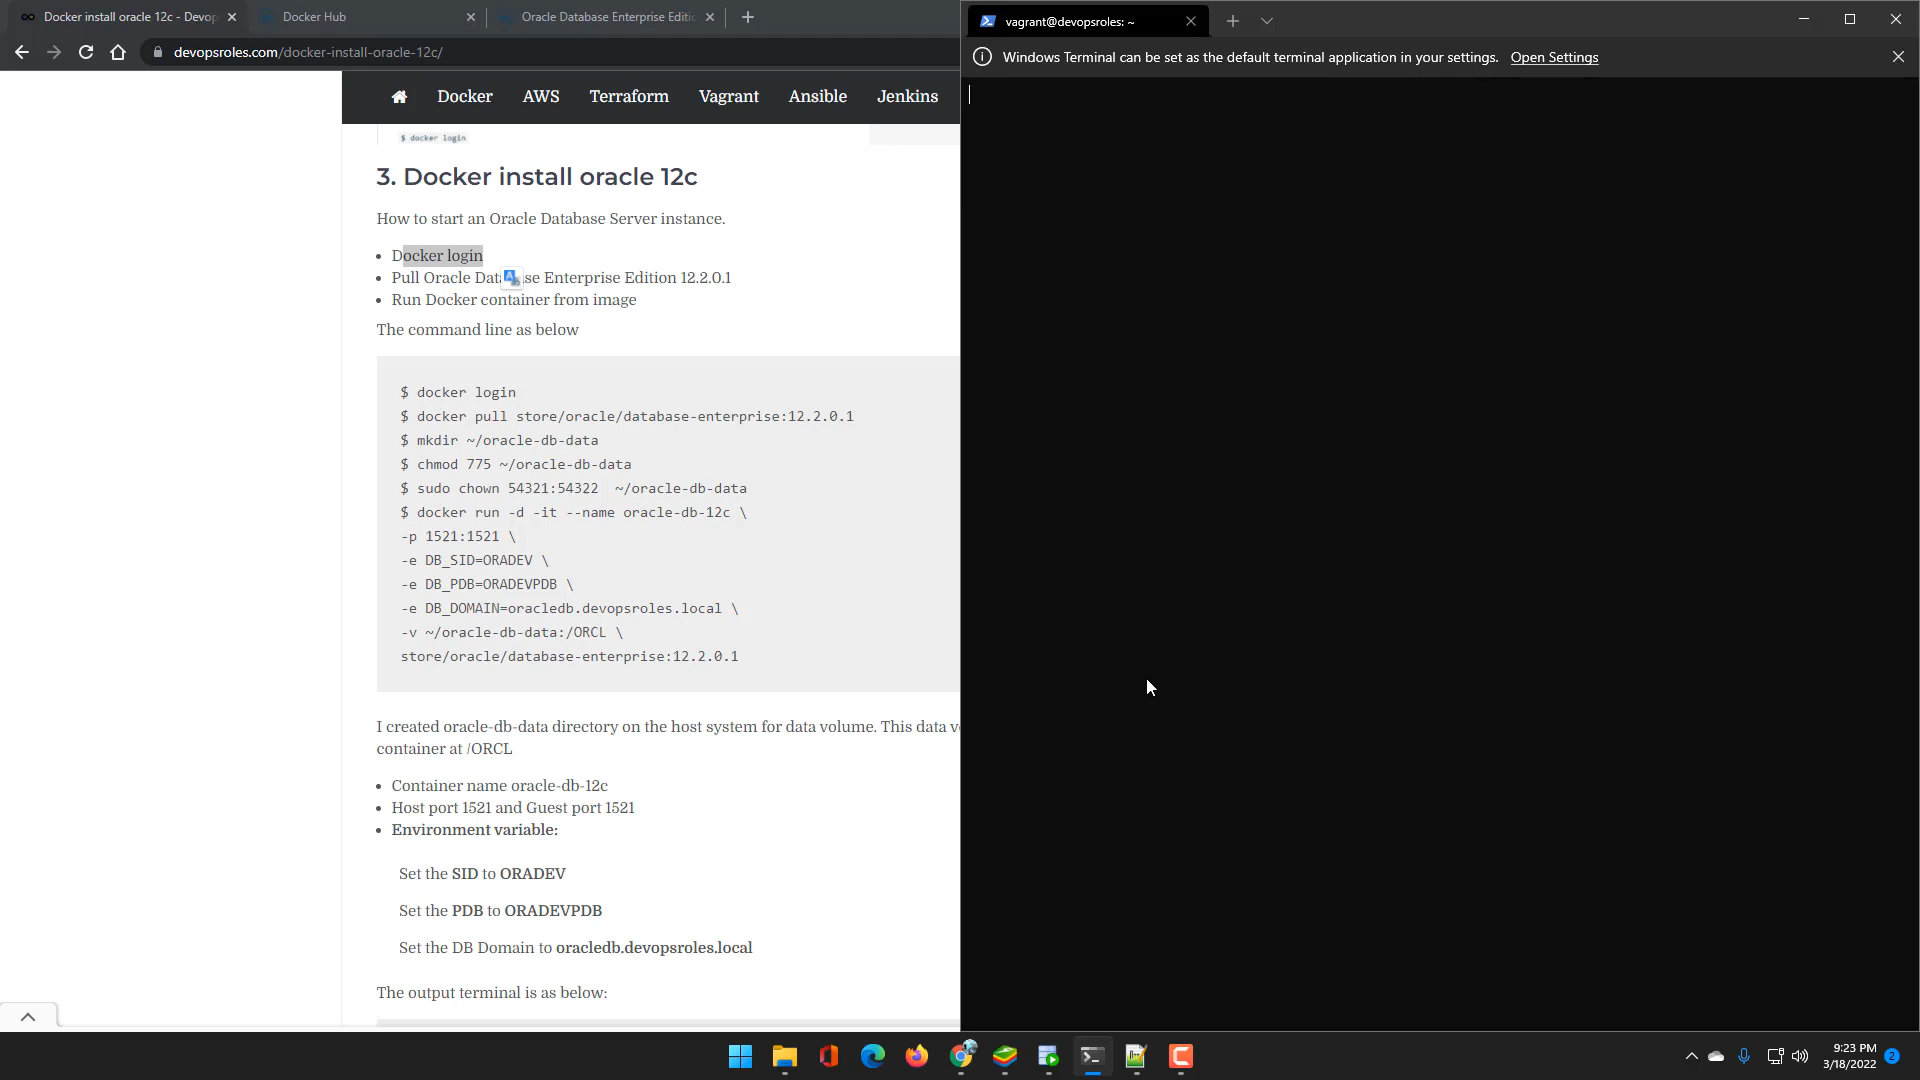 Docker install oracle 12c - Devop
Docker Hub
Oracle Database Enterprise Editi
devopsroles.com/docker-install-oracle-12c/
vagrant@devopsroles: ~
Windows Terminal can be set as the default terminal application in your settings. Open Settings
Docker AWS Terraform Vagrant Ansible Jenkins
$ docker login
3. Docker install oracle 12c
How to start an Oracle Database Server instance.
Docker login
Pull Oracle Dat se Enterprise Edition 12.2.0.1
Run Docker container from image
The command line as below
$ docker login
$ docker pull store/oracle/database-enterprise:12.2.0.1
$ mkdir ~/oracle-db-data
$ chmod 775 ~/oracle-db-data
$ sudo chown 54321:54322 ~/oracle-db-data
$ docker run -d -it --name oracle-db-12c \
-p 1521:1521 \
-e DB_SID=ORADEV \
-e DB_PDB=ORADEVPDB \
-e DB_DOMAIN=oracledb.devopsroles.local \
-v ~/oracle-db-data:/ORCL \
store/oracle/database-enterprise:12.2.0.1
I created oracle-db-data directory on the host system for data volume. This data v
container at /ORCL
Container name oracle-db-12c
Host port 1521 and Guest port 1521
Environment variable:
Set the SID to ORADEV
Set the PDB to ORADEVPDB
Set the DB Domain to oracledb.devopsroles.local
The output terminal is as below:
9:23 PM
3/18/2022
2